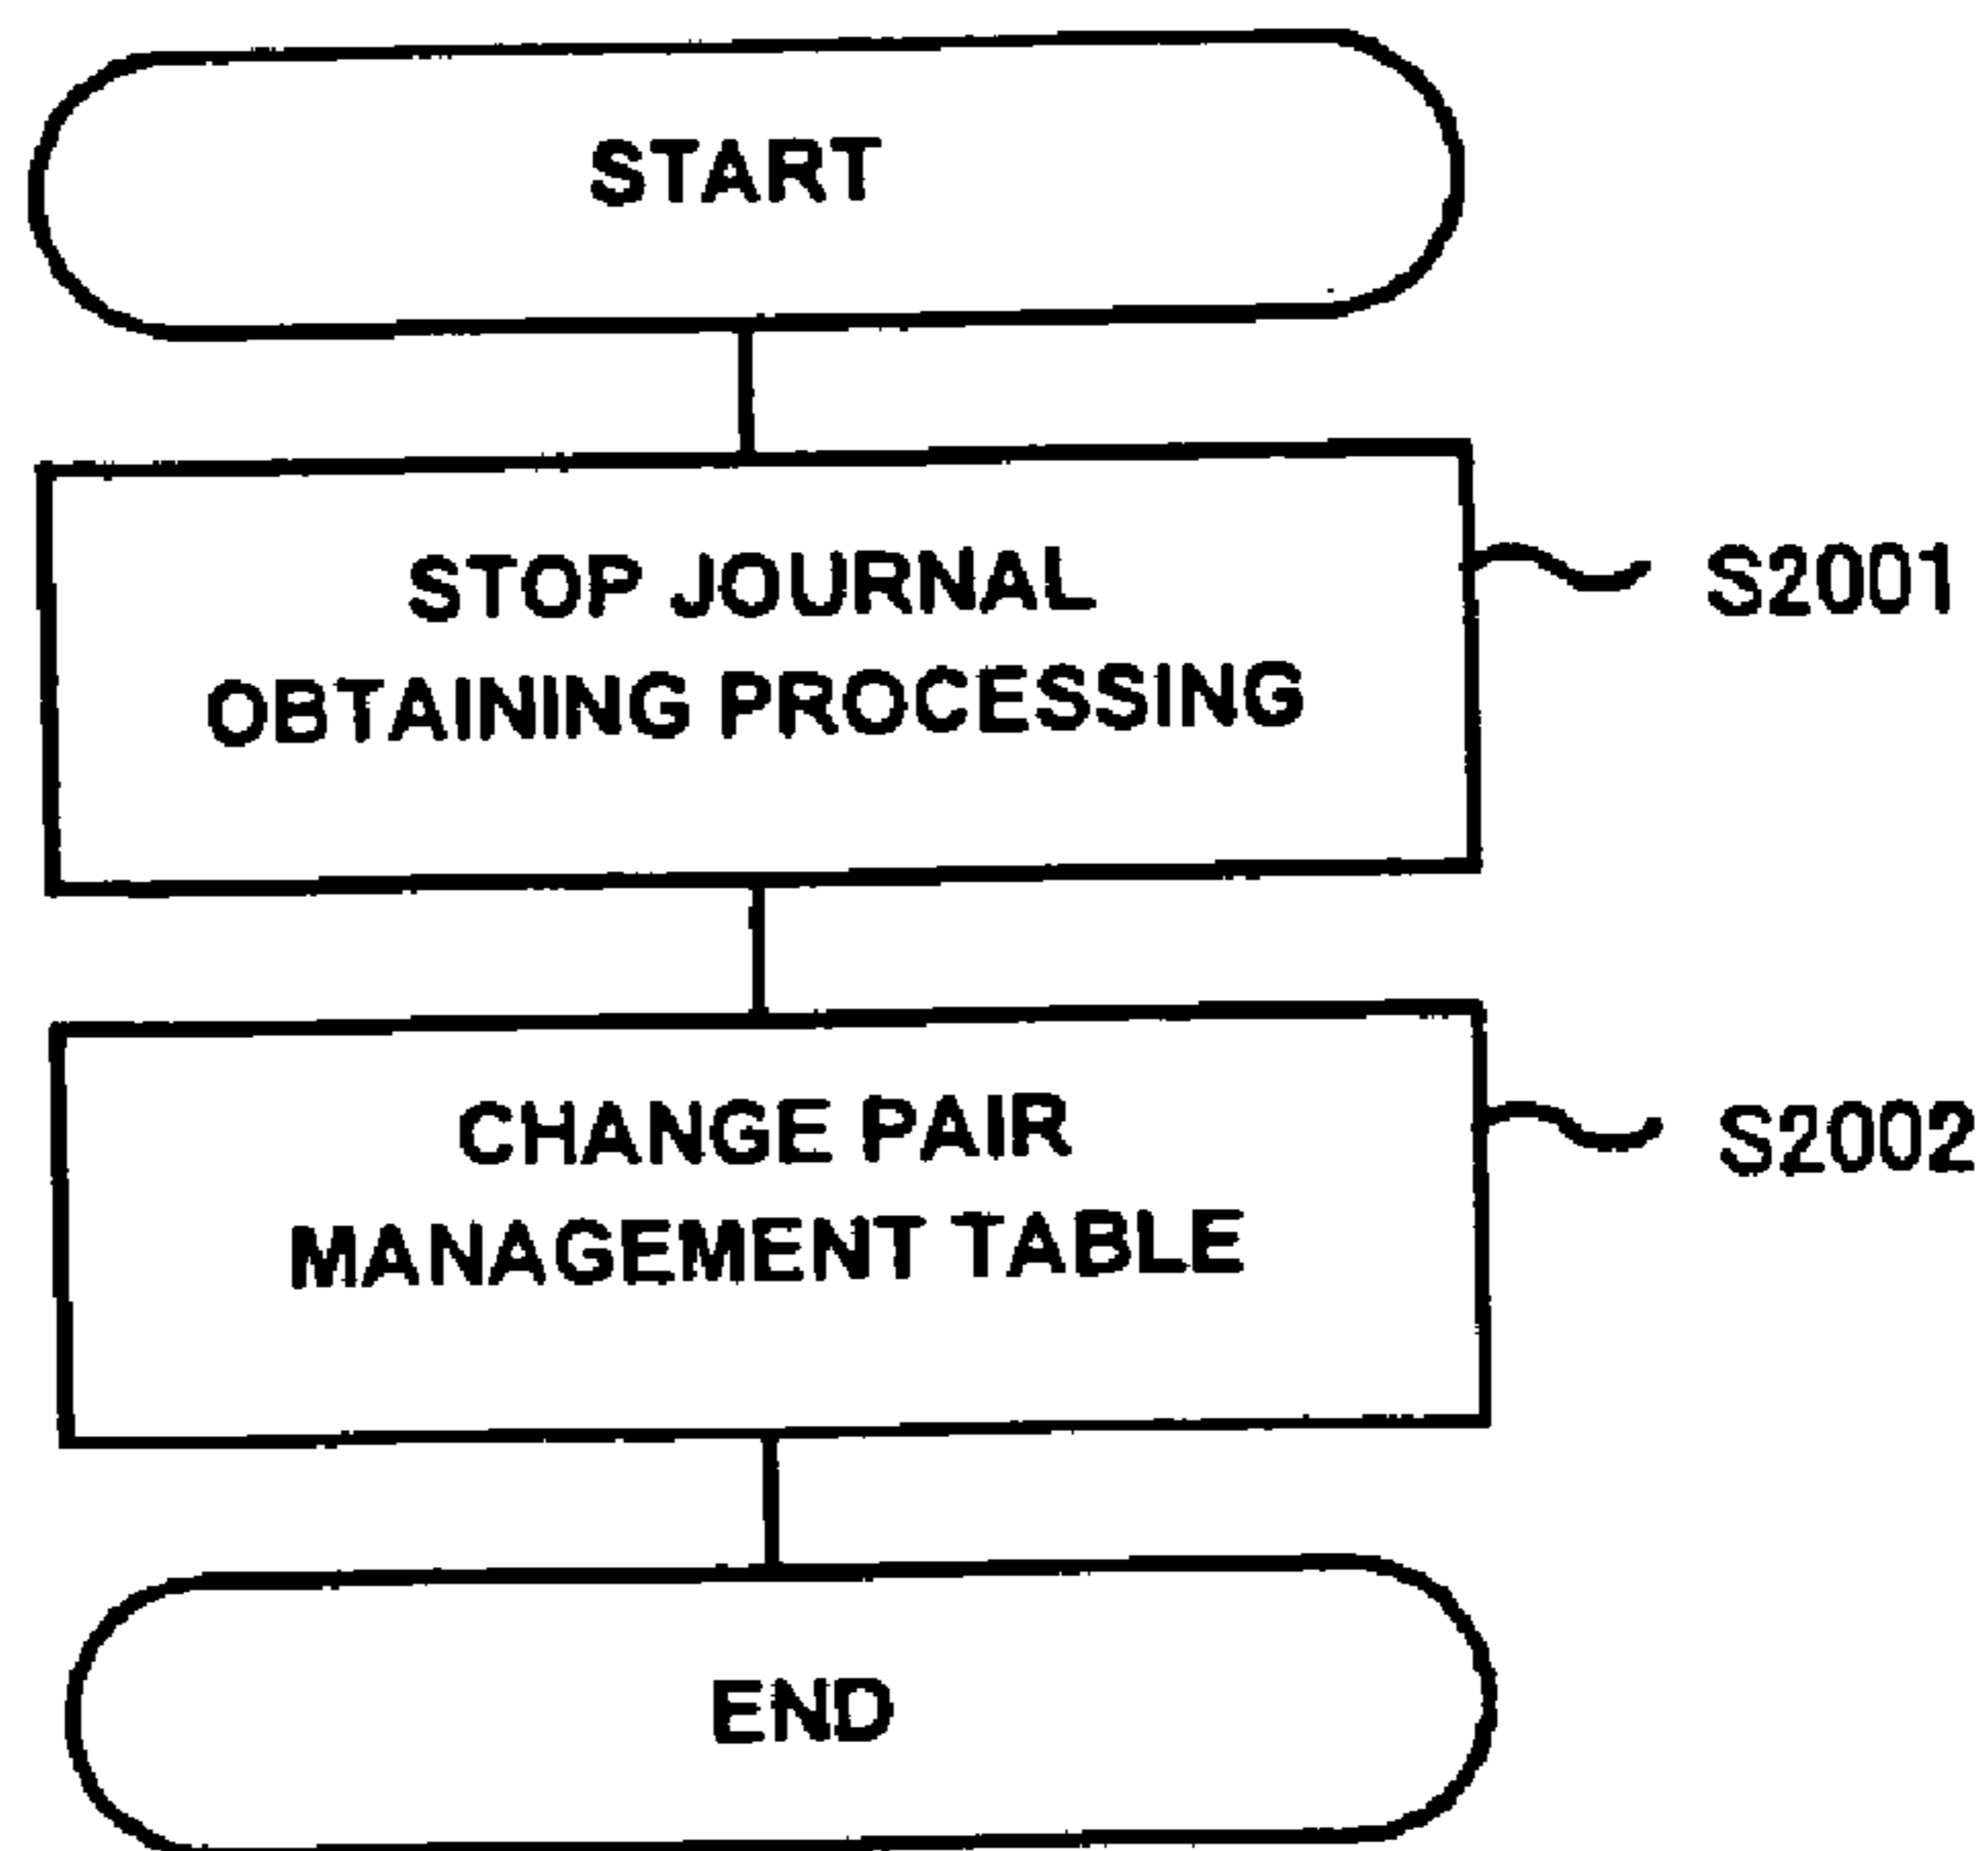 START
STOP JOURNAL
OBTAINING PROCESSING
S2001
CHANGE PAIR
MANAGEMENT TABLE
S2002
END